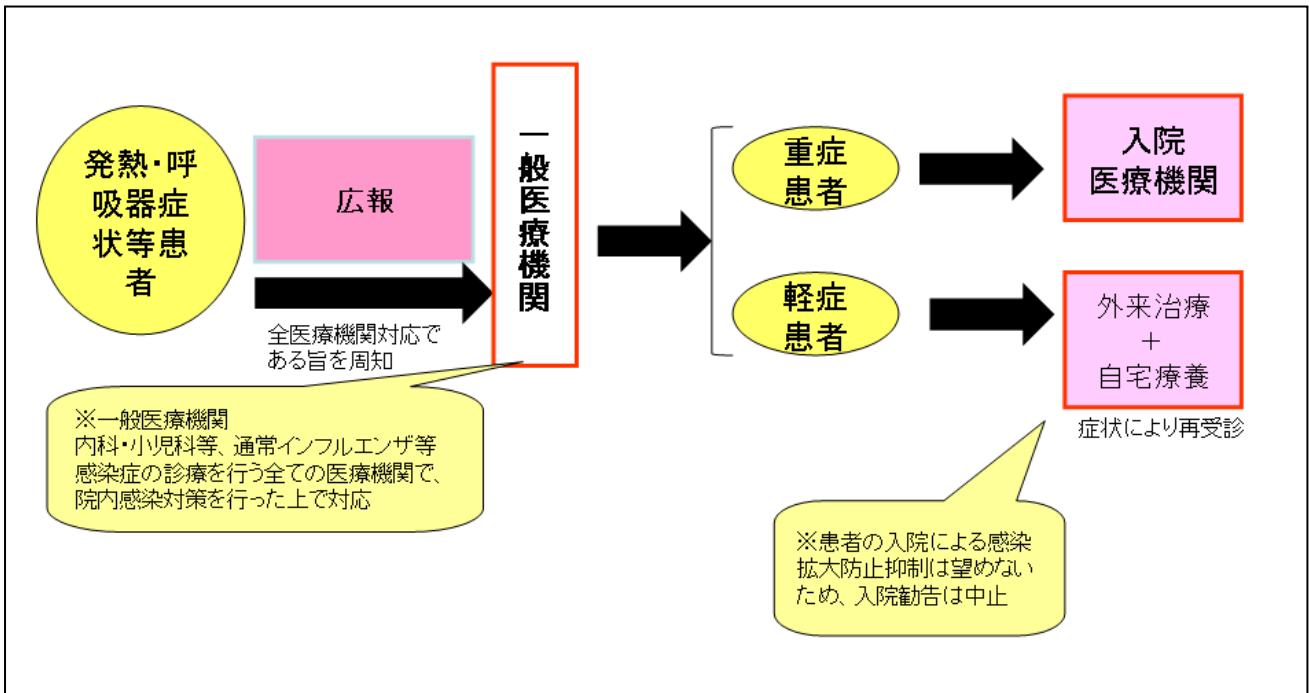 発熱・呼
吸器症
状等患
者
広報
全医療機関対応で
ある旨を周知
一般医療機関
※一般医療機関
内科・小児科等、通常インフルエンザ等
感染症の診療を行う全ての医療機関で、
院内感染対策を行った上で対応
重症
患者
入院
医療機関
軽症
患者
外来治療
+
自宅療養
症状により再受診
※患者の入院による感染
拡大防止抑制は望めない
ため、入院勧告は中止